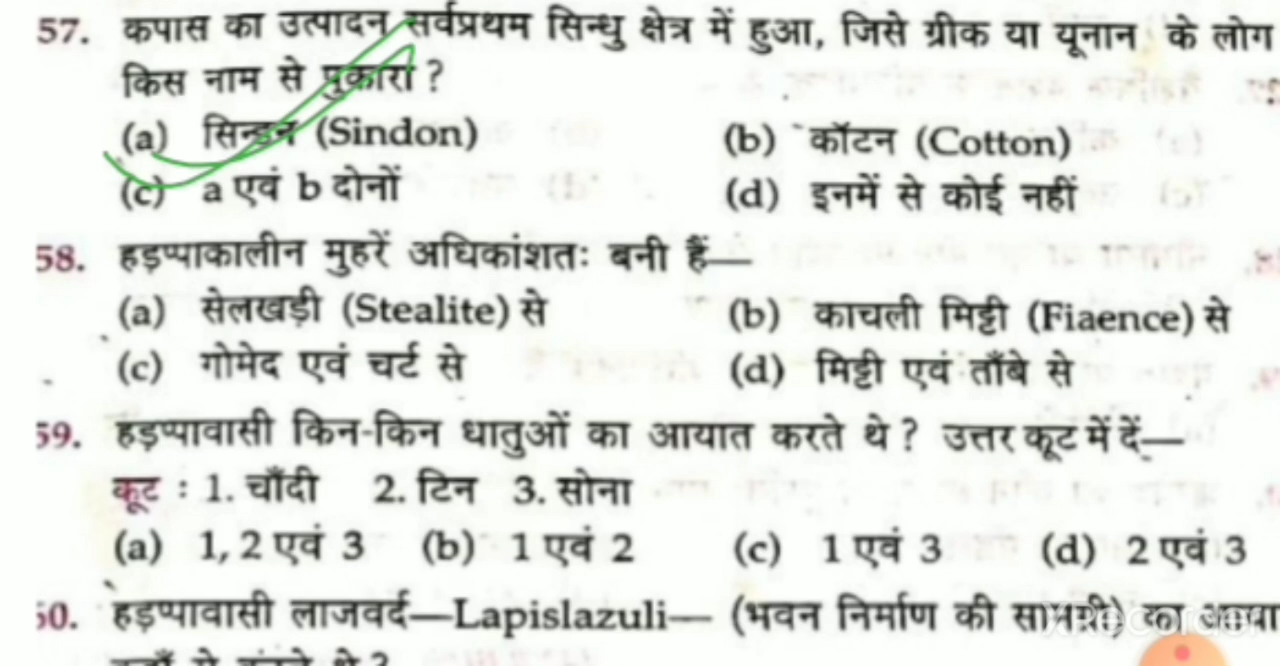 57. कपास का उत्पादन सर्वप्रथम सिन्धु क्षेत्र में हुआ, जिसे ग्रीक या यूनान के लोग
किस नाम से पुकारा ?
(a) सिन्डन (Sindon) (b) कॉटन (Cotton)
(c) a एवं b दोनों (d) इनमें से कोई नहीं
58. हड़प्पाकालीन मुहरें अधिकांशतः बनी हैं—
(a) सेलखड़ी (Stealite) से (b) काचली मिट्टी (Fiaence) से
(c) गोमेद एवं चर्ट से (d) मिट्टी एवं ताँबे से
59. हड़प्पावासी किन-किन धातुओं का आयात करते थे ? उत्तर कूट में दें—
कूट : 1. चाँदी 2. टिन 3. सोना
(a) 1, 2 एवं 3 (b) 1 एवं 2 (c) 1 एवं 3 (d) 2 एवं 3
60. हड़प्पावासी लाजवर्द—Lapislazuli— (भवन निर्माण की सामग्री) का
XRecorder